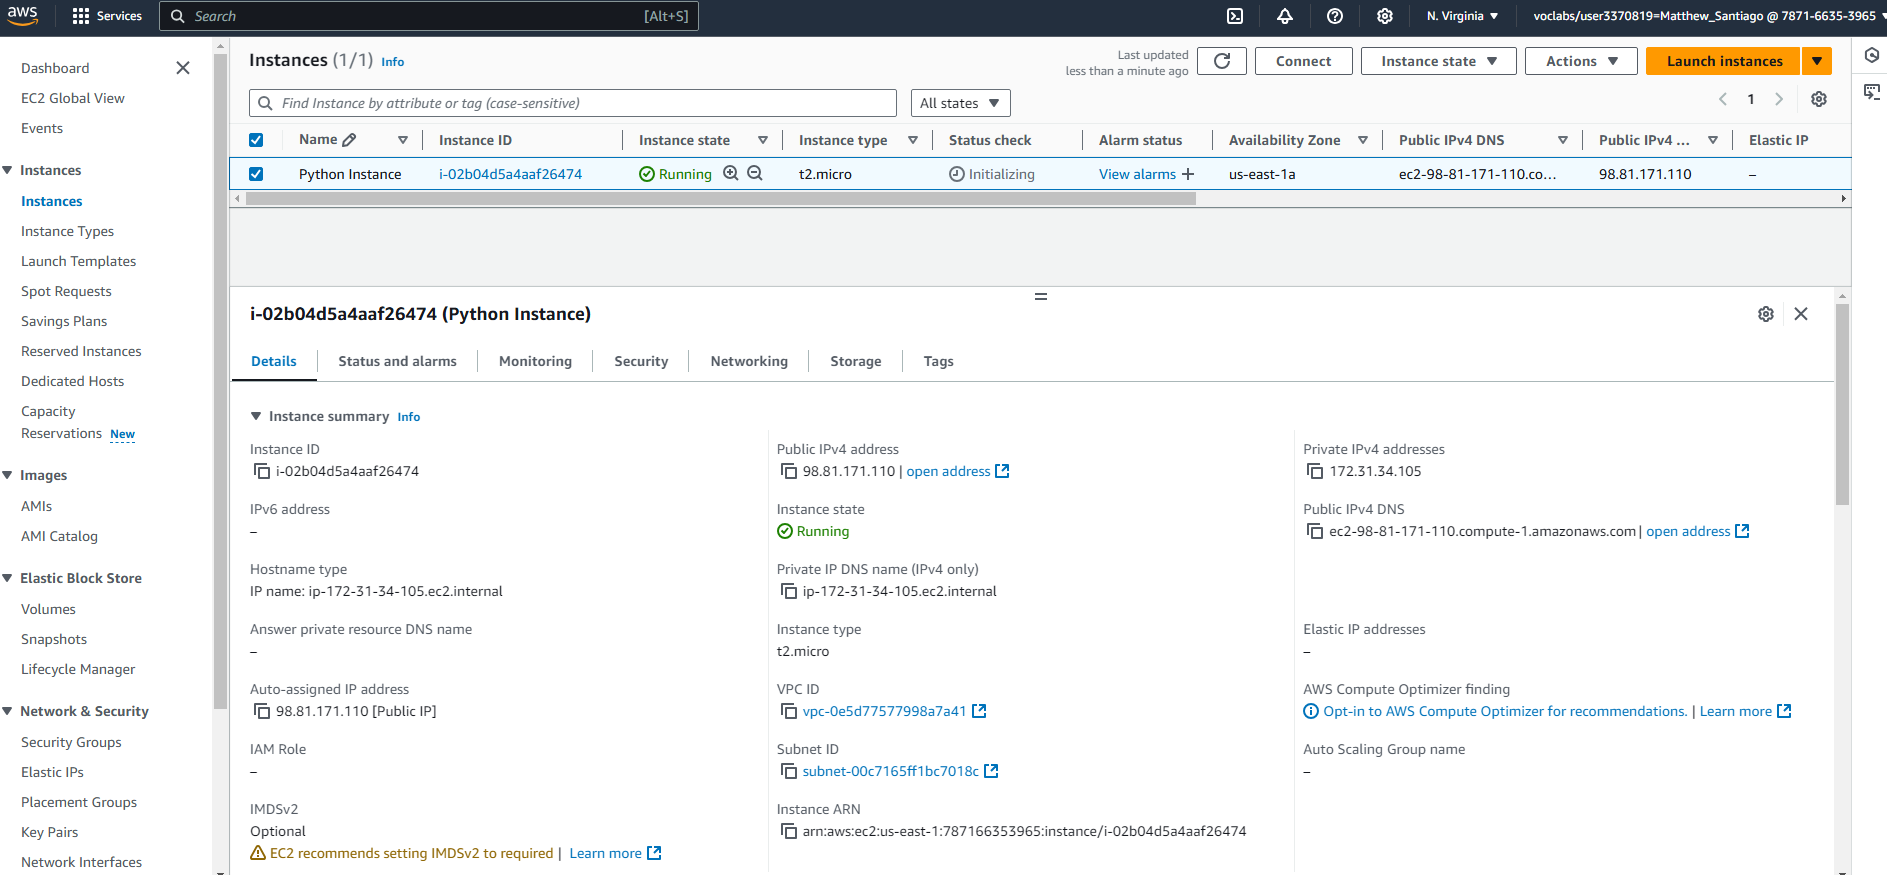 aws
Services
Search
[Alt+S]
N. Virginia
voclabs/user3370819=Matthew_Santiago @ 7871-6635-3965
Dashboard
EC2 Global View
Events
Instances
Instances
Instance Types
Launch Templates
Spot Requests
Savings Plans
Reserved Instances
Dedicated Hosts
Capacity
Reservations New
Images
AMIs
AMI Catalog
Elastic Block Store
Volumes
Snapshots
Lifecycle Manager
Network & Security
Security Groups
Elastic IPs
Placement Groups
Key Pairs
Network Interfaces
Instances (1/1) Info
Last updated
less than a minute ago
Connect
Instance state
Actions
Launch instances
Find Instance by attribute or tag (case-sensitive)
All states
1
Name
Instance ID
Instance state
Instance type
Status check
Alarm status
Availability Zone
Public IPv4 DNS
Public IPv4 ...
Elastic IP
Python Instance
i-02b04d5a4aaf26474
Running
t2.micro
Initializing
View alarms +
us-east-1a
ec2-98-81-171-110.co...
98.81.171.110
–
i-02b04d5a4aaf26474 (Python Instance)
Details
Status and alarms
Monitoring
Security
Networking
Storage
Tags
Instance summary Info
Instance ID
i-02b04d5a4aaf26474
Public IPv4 address
98.81.171.110 | open address
Private IPv4 addresses
172.31.34.105
IPv6 address
–
Instance state
Running
Public IPv4 DNS
ec2-98-81-171-110.compute-1.amazonaws.com | open address
Hostname type
IP name: ip-172-31-34-105.ec2.internal
Private IP DNS name (IPv4 only)
ip-172-31-34-105.ec2.internal
Answer private resource DNS name
–
Instance type
t2.micro
Elastic IP addresses
–
Auto-assigned IP address
98.81.171.110 [Public IP]
VPC ID
vpc-0e5d77577998a7a41
AWS Compute Optimizer finding
Opt-in to AWS Compute Optimizer for recommendations. | Learn more
IAM Role
–
Subnet ID
subnet-00c7165ff1bc7018c
Auto Scaling Group name
–
IMDSv2
Optional
EC2 recommends setting IMDSv2 to required | Learn more
Instance ARN
arn:aws:ec2:us-east-1:787166353965:instance/i-02b04d5a4aaf26474